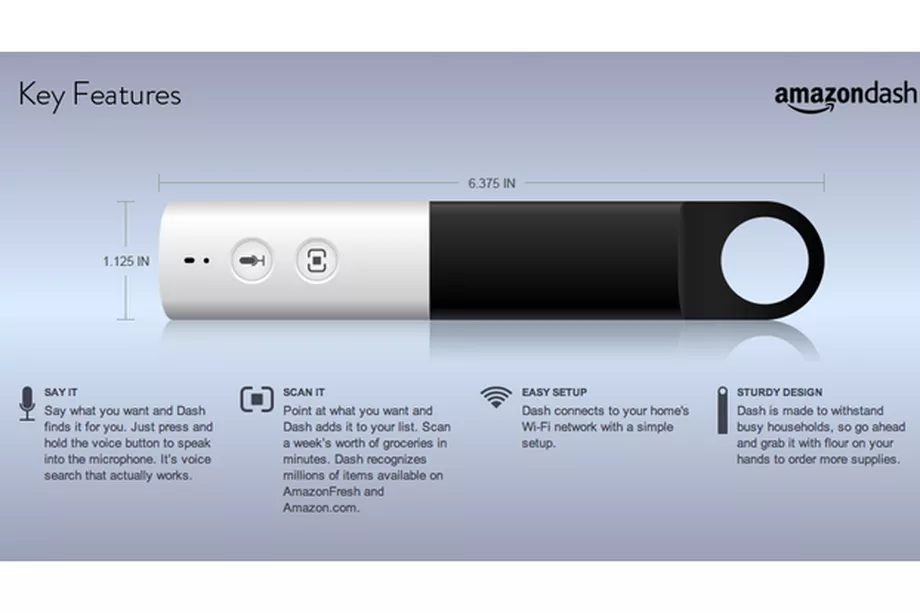 Key Features
amazondash
6.375 IN
1.125 IN
SAY IT
Say what you want and Dash
finds it for you. Just press and
hold the voice button to speak
into the microphone. It's voice
search that actually works.
SCAN IT
Point at what you want and
Dash adds it to your list. Scan
a week's worth of groceries in
minutes. Dash recognizes
millions of items available on
AmazonFresh and
Amazon.com.
EASY SETUP
Dash connects to your home's
Wi-Fi network with a simple
setup.
STURDY DESIGN
Dash is made to withstand
busy households, so go ahead
and grab it with flour on your
hands to order more supplies.